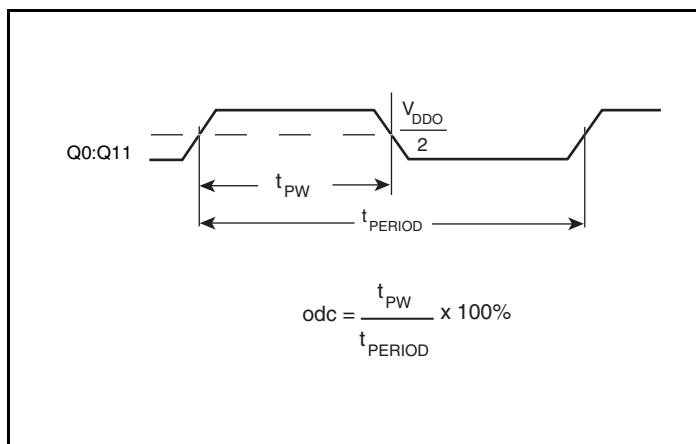 V_DDO
2
Q0:Q11
t_PW
t_PERIOD
odc = t_PW / t_PERIOD x 100%